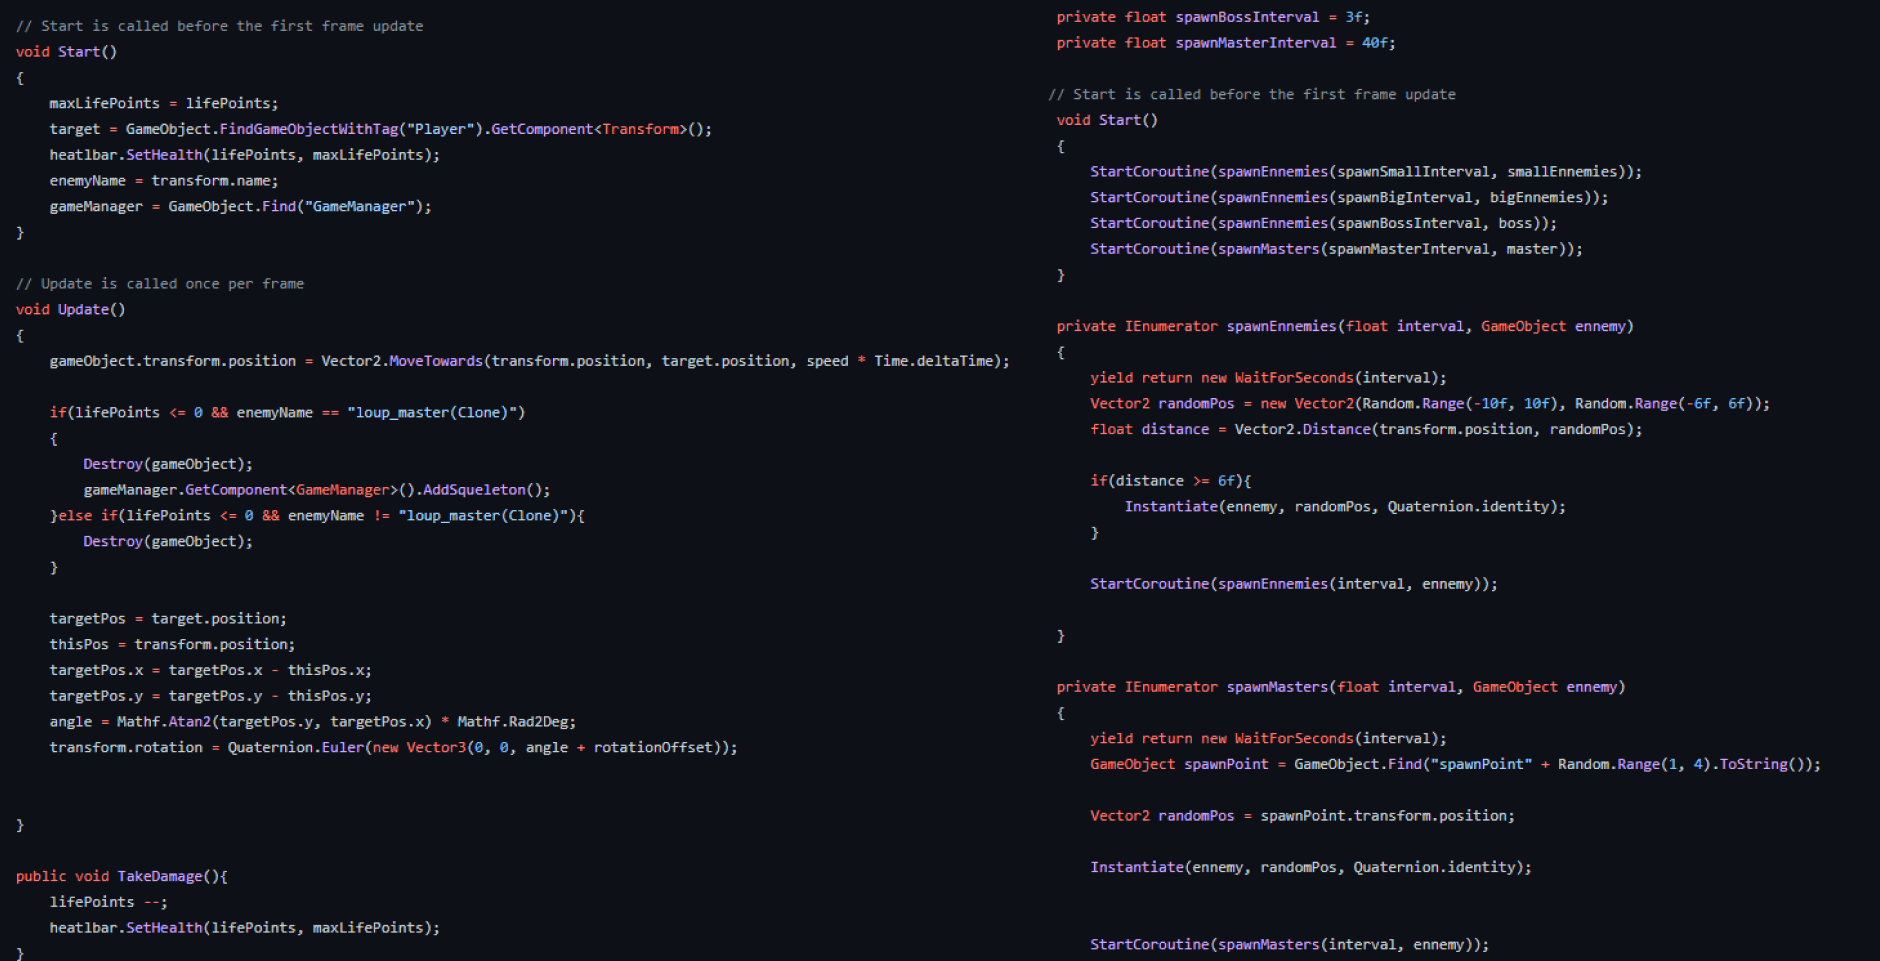 // Start is called before the first frame update
void Start()
{
    maxLifePoints = lifePoints;
    target = GameObject.FindGameObjectWithTag("Player").GetComponent<Transform>();
    heatlbar.SetHealth(lifePoints, maxLifePoints);
    enemyName = transform.name;
    gameManager = GameObject.Find("GameManager");
}

// Update is called once per frame
void Update()
{
    gameObject.transform.position = Vector2.MoveTowards(transform.position, target.position, speed * Time.deltaTime);

    if(lifePoints <= 0 && enemyName == "loup_master(Clone)")
    {
        Destroy(gameObject);
        gameManager.GetComponent<GameManager>().AddSqueleton();
    }else if(lifePoints <= 0 && enemyName != "loup_master(Clone)"){
        Destroy(gameObject);
    }

    targetPos = target.position;
    thisPos = transform.position;
    targetPos.x = targetPos.x - thisPos.x;
    targetPos.y = targetPos.y - thisPos.y;
    angle = Mathf.Atan2(targetPos.y, targetPos.x) * Mathf.Rad2Deg;
    transform.rotation = Quaternion.Euler(new Vector3(0, 0, angle + rotationOffset));

}

public void TakeDamage(){
    lifePoints --;
    heatlbar.SetHealth(lifePoints, maxLifePoints);
}

private float spawnBossInterval = 3f;
private float spawnMasterInterval = 40f;

// Start is called before the first frame update
void Start()
{
    StartCoroutine(spawnEnnemies(spawnSmallInterval, smallEnnemies));
    StartCoroutine(spawnEnnemies(spawnBigInterval, bigEnnemies));
    StartCoroutine(spawnEnnemies(spawnBossInterval, boss));
    StartCoroutine(spawnMasters(spawnMasterInterval, master));
}

private IEnumerator spawnEnnemies(float interval, GameObject ennemy)
{
    yield return new WaitForSeconds(interval);
    Vector2 randomPos = new Vector2(Random.Range(-10f, 10f), Random.Range(-6f, 6f));
    float distance = Vector2.Distance(transform.position, randomPos);

    if(distance >= 6f){
        Instantiate(ennemy, randomPos, Quaternion.identity);
    }

    StartCoroutine(spawnEnnemies(interval, ennemy));

}

private IEnumerator spawnMasters(float interval, GameObject ennemy)
{
    yield return new WaitForSeconds(interval);
    GameObject spawnPoint = GameObject.Find("spawnPoint" + Random.Range(1, 4).ToString());

    Vector2 randomPos = spawnPoint.transform.position;

    Instantiate(ennemy, randomPos, Quaternion.identity);

    StartCoroutine(spawnMasters(interval, ennemy));